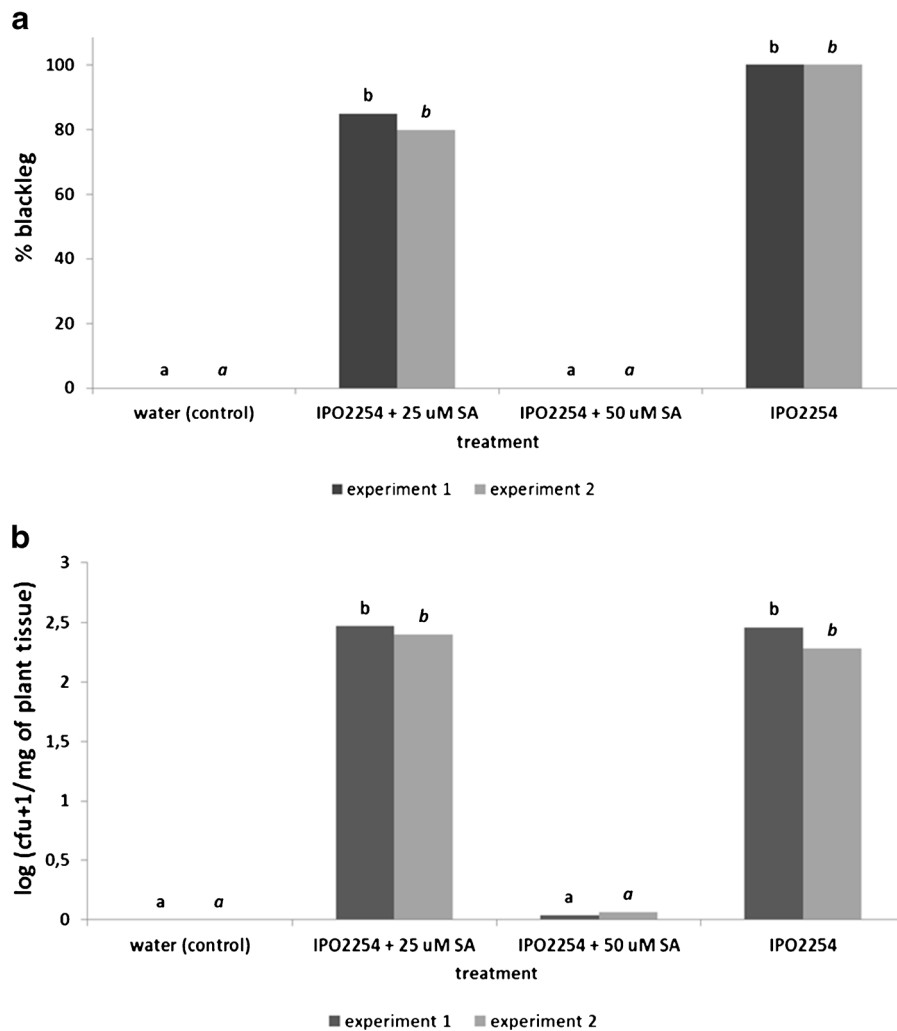 a
% blackleg
100
80
60
40
20
0
a a
b b
a a
b b
water (control) IPO2254 + 25 uM SA IPO2254 + 50 uM SA IPO2254
treatment
experiment 1 experiment 2
b
log (cfu+1/mg of plant tissue)
3
2,5
2
1,5
1
0,5
0
a a
b b
a a
b b
water (control) IPO2254 + 25 uM SA IPO2254 + 50 uM SA IPO2254
treatment
experiment 1 experiment 2